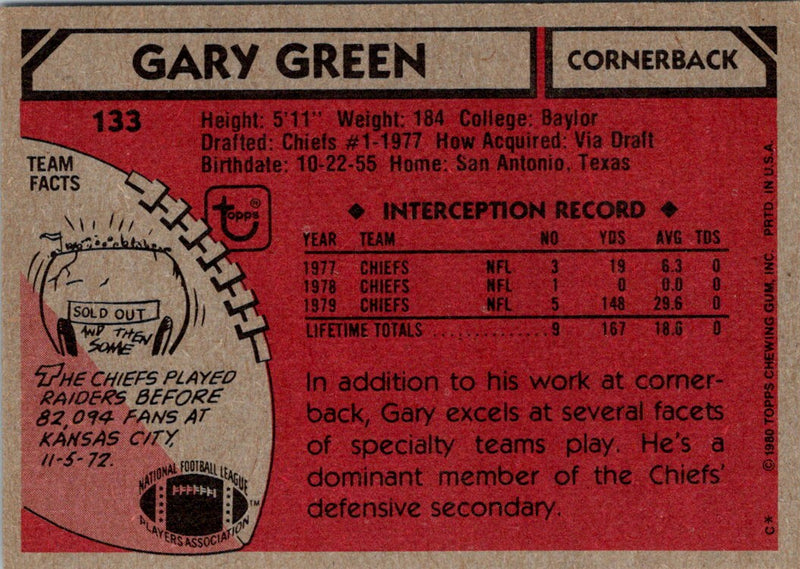 GARY GREEN
CORNERBACK
133
Height: 5'11" Weight: 184 College: Baylor
Drafted: Chiefs #1-1977 How Acquired: Via Draft
Birthdate: 10-22-55 Home: San Antonio, Texas
TEAM
FACTS
topps
SOLD OUT
AND THEN
SOME
THE CHIEFS PLAYED
RAIDERS BEFORE
82,094 FANS AT
KANSAS CITY,
11-5-72.
NATIONAL FOOTBALL LEAGUE
PLAYERS ASSOCIATION
TM
◆ INTERCEPTION RECORD ◆
YEAR TEAM NO YDS AVG TDS
1977 CHIEFS NFL 3 19 6.3 0
1978 CHIEFS NFL 1 0 0.0 0
1979 CHIEFS NFL 5 148 29.6 0
LIFETIME TOTALS .............. 9 167 18.6 0
In addition to his work at corner-
back, Gary excels at several facets
of specialty teams play. He's a
dominant member of the Chiefs'
defensive secondary.
C* © 1980 TOPPS CHEWING GUM, INC. PRTD. IN U.S.A.